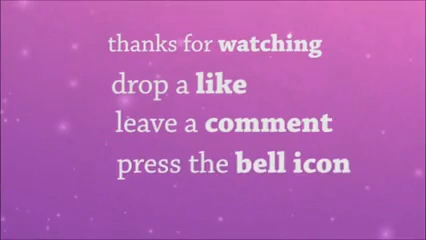 thanks for watching
drop a like
leave a comment
press the bell icon